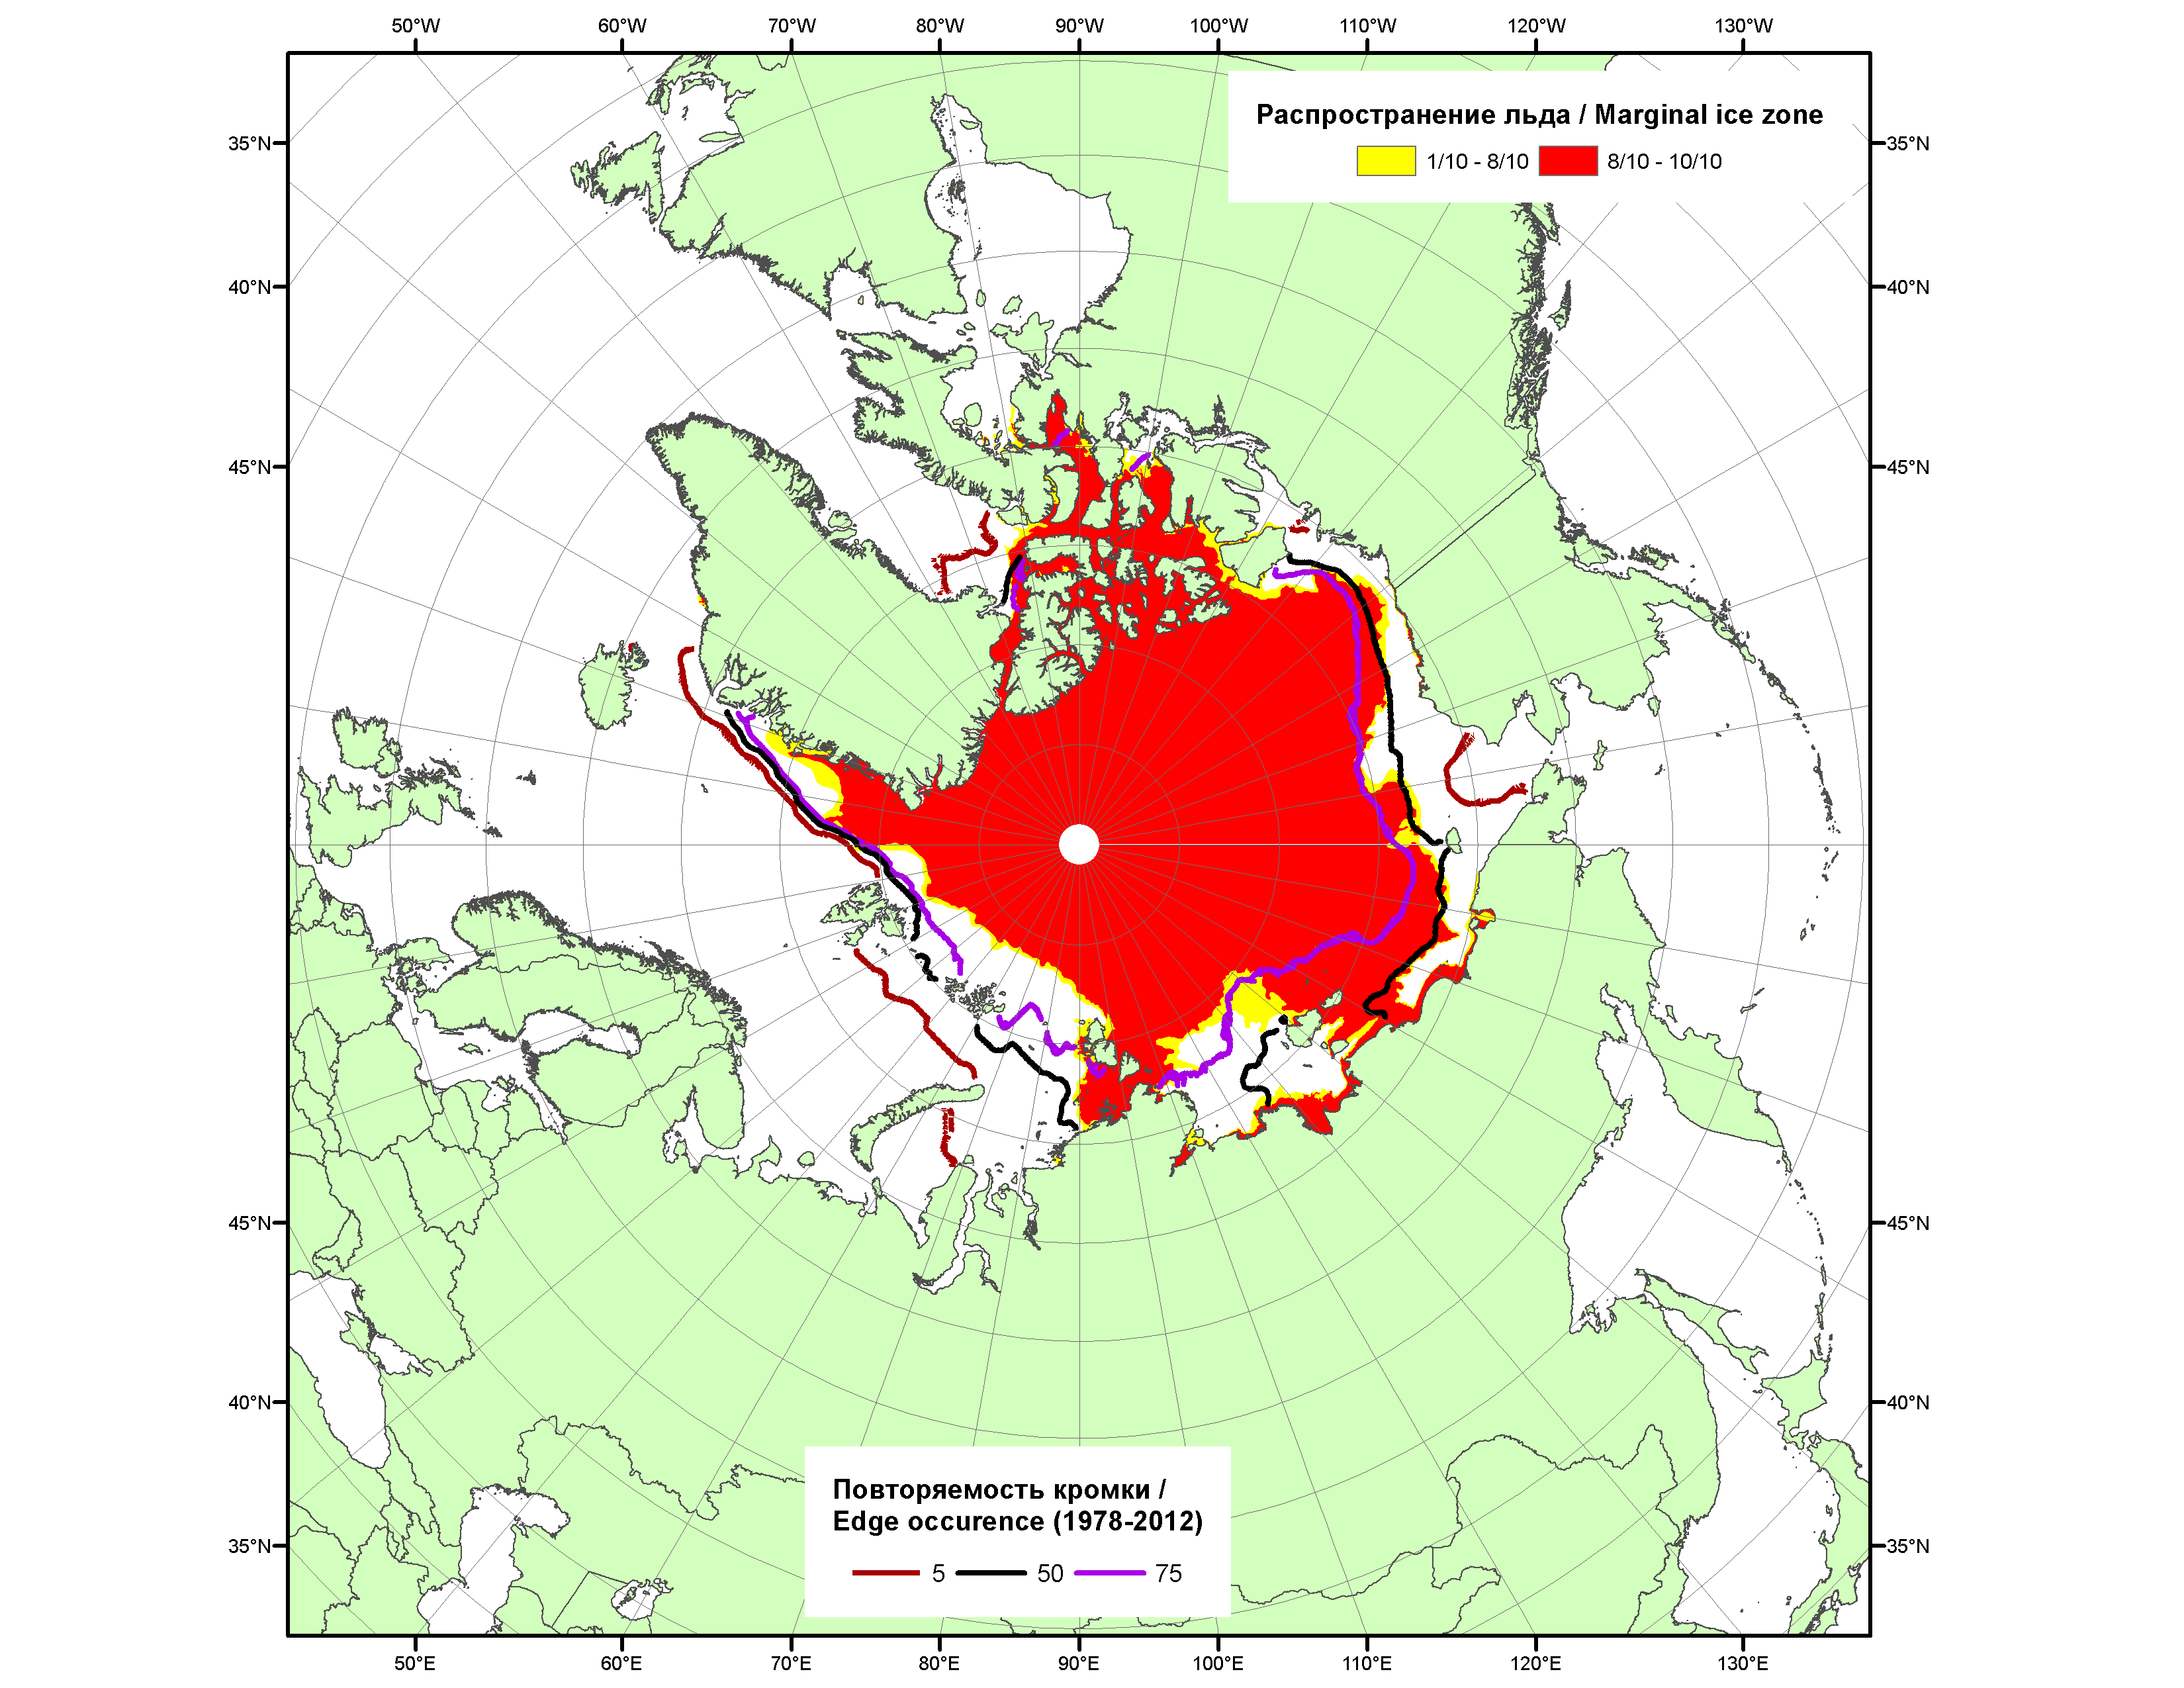 50°W 60°W 70°W 80°W 90°W 100°W 110°W 120°W 130°W
Распространение льда / Marginal ice zone
1/10 - 8/10 8/10 - 10/10
35°N 35°N
40°N 40°N
45°N 45°N
45°N 45°N
40°N 40°N
Повторяемость кромки /
Edge occurence (1978-2012)
35°N 35°N
5 50 75
50°E 60°E 70°E 80°E 90°E 100°E 110°E 120°E 130°E